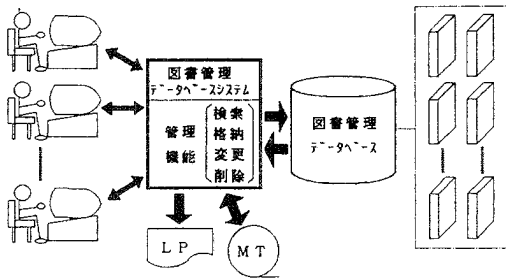 図書管理
データベースシステム
管理
機能
検索
格納
変更
削除
図書管理
データベース
LP
MT